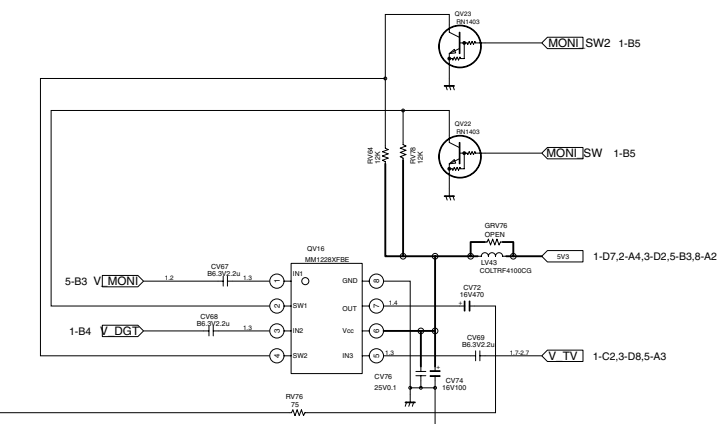 QV23
RN1403
MONI SW2 1-B5
QV22
RN1403
MONI SW 1-B5
RV64
12K
RV78
12K
GRV76
OPEN
5V3 1-D7,2-A4,3-D2,5-B3,8-A2
LV43
COLTRF4100CG
QV16
MM1228XFBE
CV67
B6.3V2.2u
5-B3 V MONI 1.2 1.3 1 IN1 GND 8
CV72
16V470
2 SW1 OUT 7 1.4 +
CV68
B6.3V2.2u
1-B4 V DGT 1.3 3 IN2 Vcc 6
CV69
B6.3V2.2u
4 SW2 IN3 5 1.3 1.7-2.7 V TV 1-C2,3-D8,5-A3
CV76
25V0.1
+
CV74
16V100
RV76
75